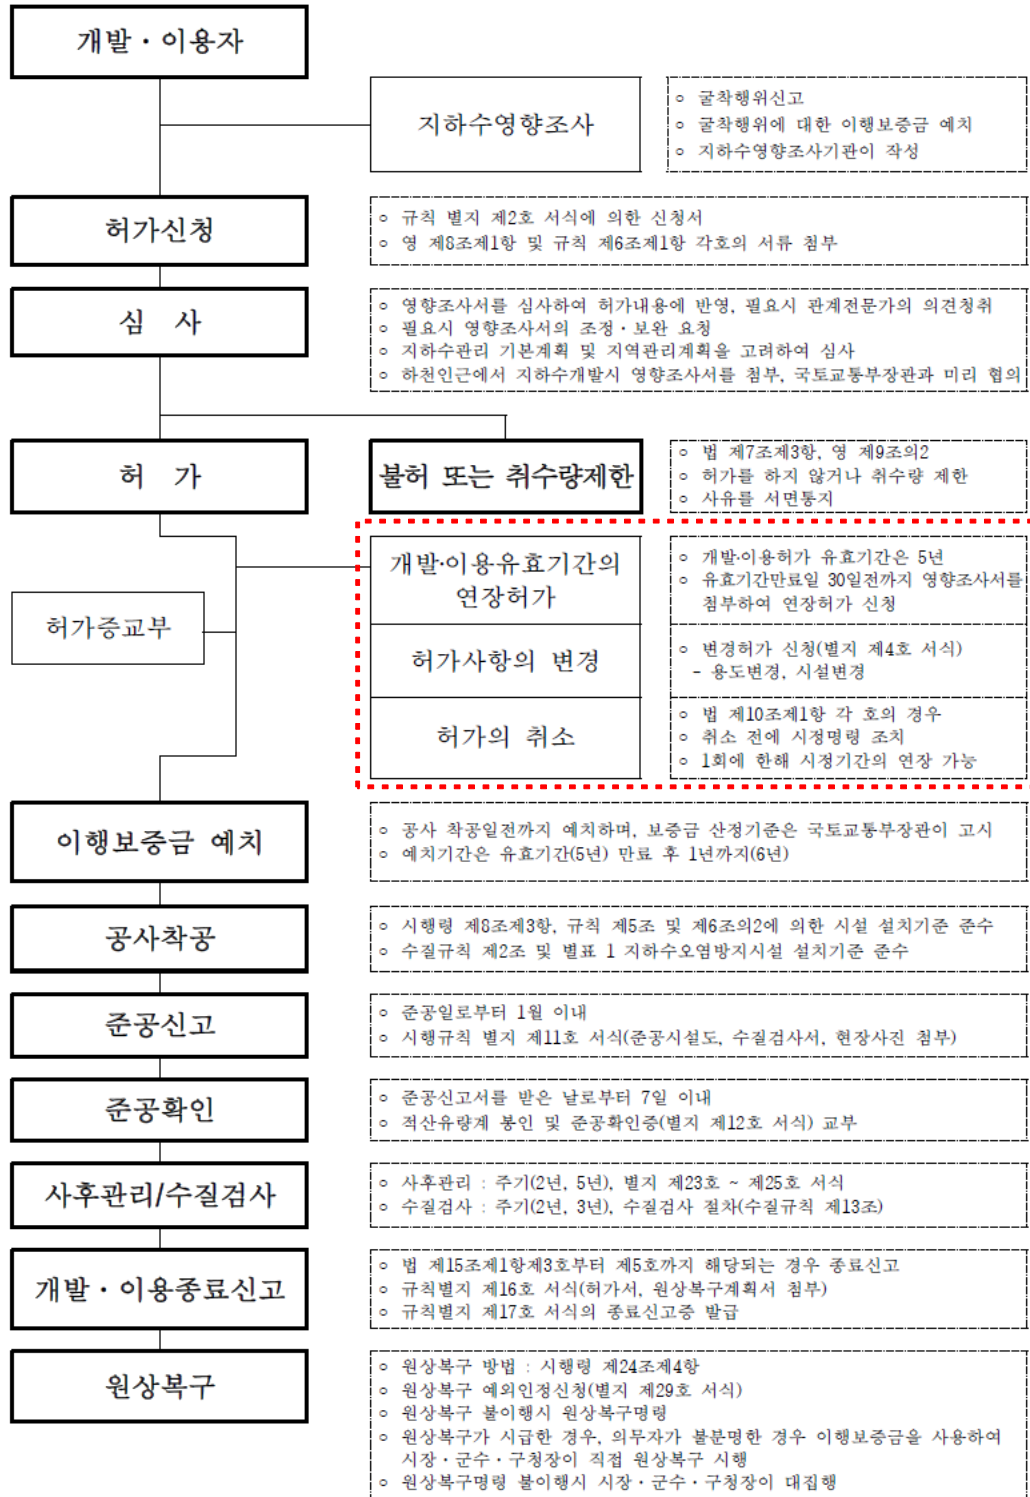 개발・이용자
지하수영향조사
◦ 굴착행위신고
◦ 굴착행위에 대한 이행보증금 예치
◦ 지하수영향조사기관이 작성
허가신청
◦ 규칙 별지 제2호 서식에 의한 신청서
◦ 영 제8조제1항 및 규칙 제6조제1항 각호의 서류 첨부
심 사
◦ 영향조사서를 심사하여 허가내용에 반영, 필요시 관계전문가의 의견청취
◦ 필요시 영향조사서의 조정・보완 요청
◦ 지하수관리 기본계획 및 지역관리계획을 고려하여 심사
◦ 하천인근에서 지하수개발시 영향조사서를 첨부, 국토교통부장관과 미리 협의
허 가
불허 또는 취수량제한
◦ 법 제7조제3항, 영 제9조의2
◦ 허가를 하지 않거나 취수량 제한
◦ 사유를 서면통지
개발·이용유효기간의
연장허가
◦ 개발·이용허가 유효기간은 5년
◦ 유효기간만료일 30일전까지 영향조사서를
첨부하여 연장허가 신청
허가증교부
허가사항의 변경
◦ 변경허가 신청(별지 제4호 서식)
- 용도변경, 시설변경
허가의 취소
◦ 법 제10조제1항 각 호의 경우
◦ 취소 전에 시정명령 조치
◦ 1회에 한해 시정기간의 연장 가능
이행보증금 예치
◦ 공사 착공일전까지 예치하며, 보증금 산정기준은 국토교통부장관이 고시
◦ 예치기간은 유효기간(5년) 만료 후 1년까지(6년)
공사착공
◦ 시행령 제8조제3항, 규칙 제5조 및 제6조의2에 의한 시설 설치기준 준수
◦ 수질규칙 제2조 및 별표 1 지하수오염방지시설 설치기준 준수
준공신고
◦ 준공일로부터 1월 이내
◦ 시행규칙 별지 제11호 서식(준공시설도, 수질검사서, 현장사진 첨부)
준공확인
◦ 준공신고서를 받은 날로부터 7일 이내
◦ 적산유량계 봉인 및 준공확인증(별지 제12호 서식) 교부
사후관리/수질검사
◦ 사후관리 : 주기(2년, 5년), 별지 제23호 ~ 제25호 서식
◦ 수질검사 : 주기(2년, 3년), 수질검사 절차(수질규칙 제13조)
개발・이용종료신고
◦ 법 제15조제1항제3호부터 제5호까지 해당되는 경우 종료신고
◦ 규칙별지 제16호 서식(허가서, 원상복구계획서 첨부)
◦ 규칙별지 제17호 서식의 종료신고증 발급
원상복구
◦ 원상복구 방법 : 시행령 제24조제4항
◦ 원상복구 예외인정신청(별지 제29호 서식)
◦ 원상복구 불이행시 원상복구명령
◦ 원상복구가 시급한 경우, 의무자가 불분명한 경우 이행보증금을 사용하여
시장・군수・구청장이 직접 원상복구 시행
◦ 원상복구명령 불이행시 시장・군수・구청장이 대집행